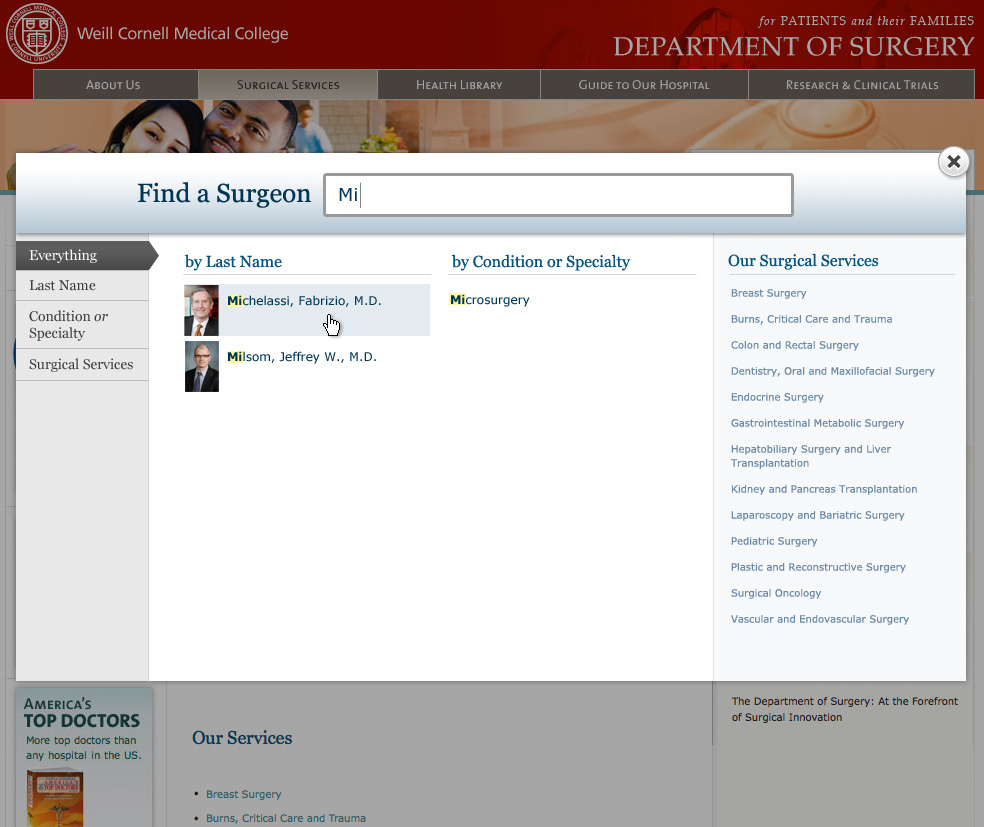 Weill Cornell Medical College
for PATIENTS and their FAMILIES
DEPARTMENT OF SURGERY
ABOUT US
SURGICAL SERVICES
HEALTH LIBRARY
GUIDE TO OUR HOSPITAL
RESEARCH & CLINICAL TRIALS
Find a Surgeon
Mi
Everything
Last Name
Condition or
Specialty
Surgical Services
by Last Name
Michelassi, Fabrizio, M.D.
Milsom, Jeffrey W., M.D.
by Condition or Specialty
Microsurgery
Our Surgical Services
Breast Surgery
Burns, Critical Care and Trauma
Colon and Rectal Surgery
Dentistry, Oral and Maxillofacial Surgery
Endocrine Surgery
Gastrointestinal Metabolic Surgery
Hepatobiliary Surgery and Liver
Transplantation
Kidney and Pancreas Transplantation
Laparoscopy and Bariatric Surgery
Pediatric Surgery
Plastic and Reconstructive Surgery
Surgical Oncology
Vascular and Endovascular Surgery
AMERICA'S
TOP DOCTORS
More top doctors than
any hospital in the US.
AMERICA'S
TOP DOCTORS
Our Services
• Breast Surgery
• Burns, Critical Care and Trauma
The Department of Surgery: At the Forefront
of Surgical Innovation